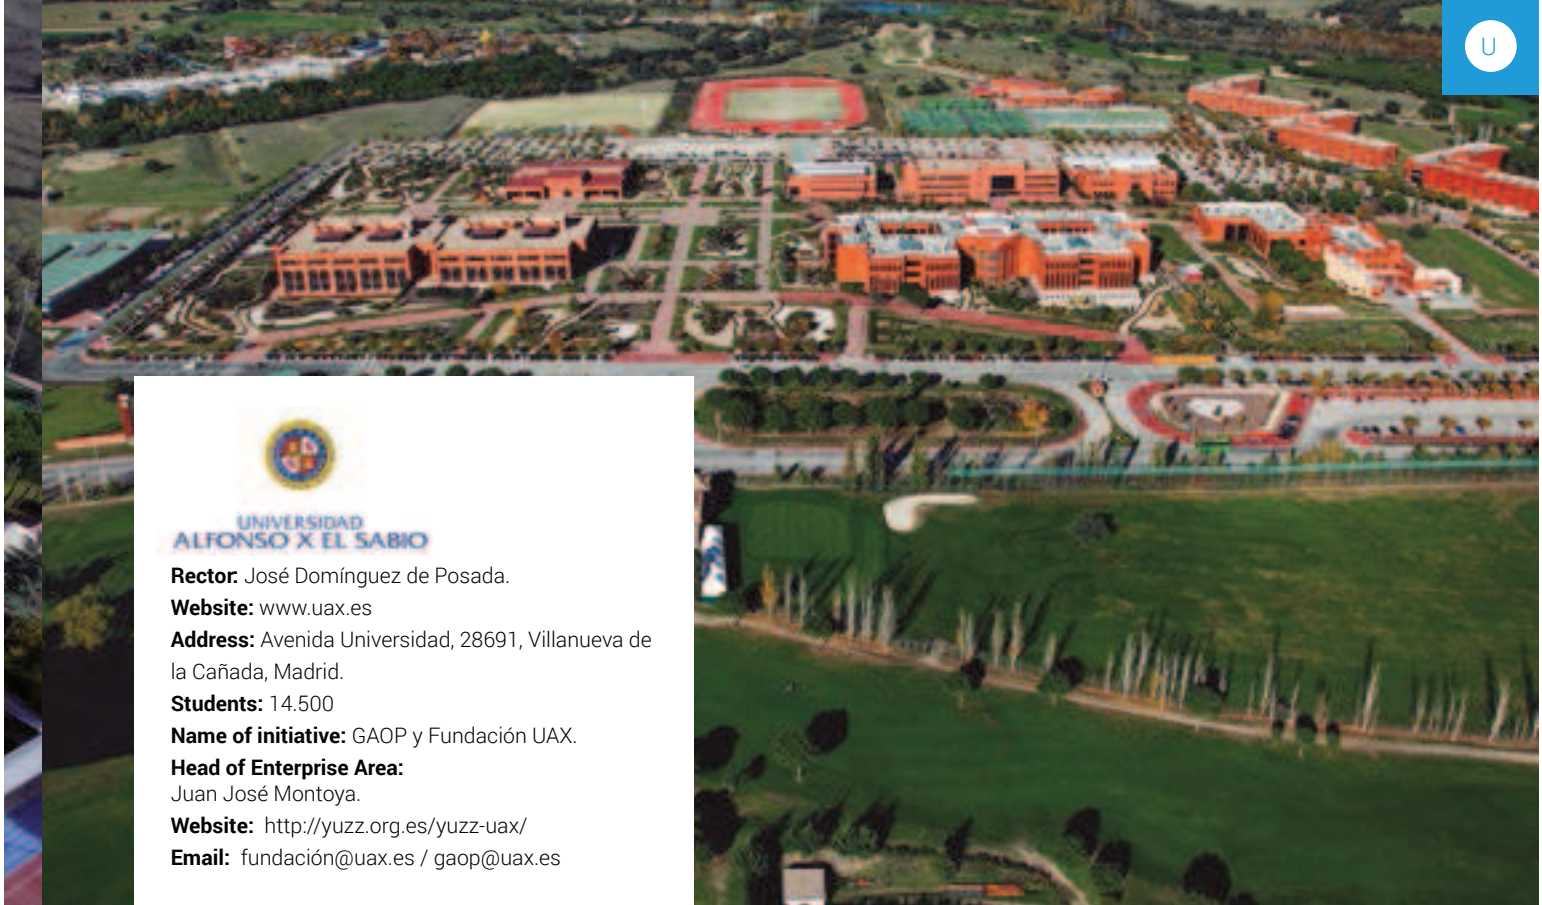 U
UNIVERSIDAD
ALFONSO X EL SABIO
Rector: José Domínguez de Posada.
Website: www.uax.es
Address: Avenida Universidad, 28691, Villanueva de
la Cañada, Madrid.
Students: 14.500
Name of initiative: GAOP y Fundación UAX.
Head of Enterprise Area:
Juan José Montoya.
Website: http://yuzz.org.es/yuzz-uax/
Email: fundación@uax.es / gaop@uax.es